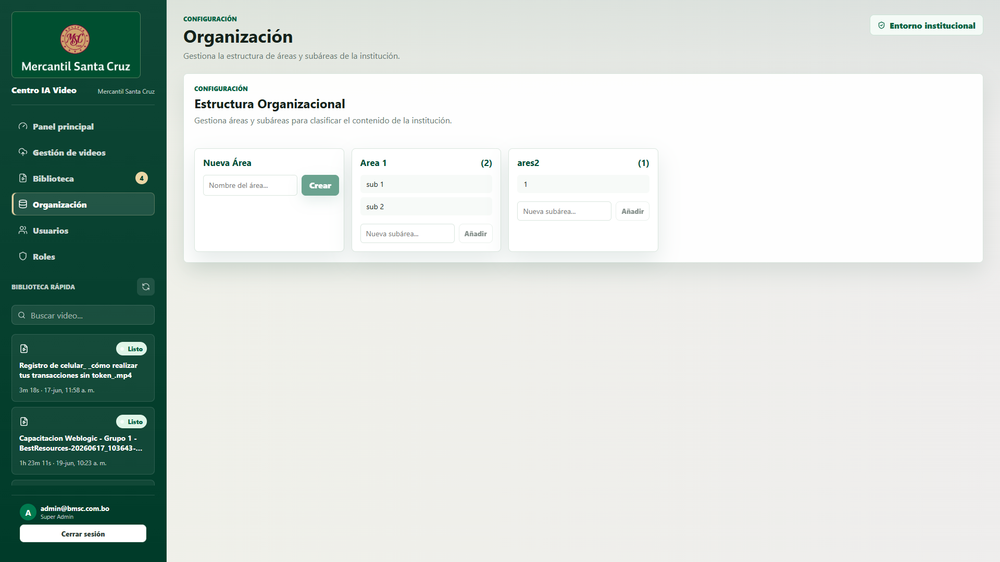 BOLIVIA
MSC
1905
Mercantil Santa Cruz
Centro IA Video
Mercantil Santa Cruz
Panel principal
Gestión de videos
Biblioteca
4
Organización
Usuarios
Roles
BIBLIOTECA RÁPIDA
Buscar video...
Listo
Registro de celular_ _cómo realizar
tus transacciones sin token_.mp4
3m 18s · 17-jun, 11:58 a. m.
Listo
Capacitacion Weblogic - Grupo 1 -
BestResources-20260617_103643-...
1h 23m 11s · 19-jun, 10:23 a. m.
A
admin@bmsc.com.bo
Super Admin
Cerrar sesión
CONFIGURACIÓN
Organización
Gestiona la estructura de áreas y subáreas de la institución.
Entorno institucional
CONFIGURACIÓN
Estructura Organizacional
Gestiona áreas y subáreas para clasificar el contenido de la institución.
Nueva Área
Nombre del área...
Crear
Area 1
(2)
sub 1
sub 2
Nueva subárea...
Añadir
ares2
(1)
1
Nueva subárea...
Añadir